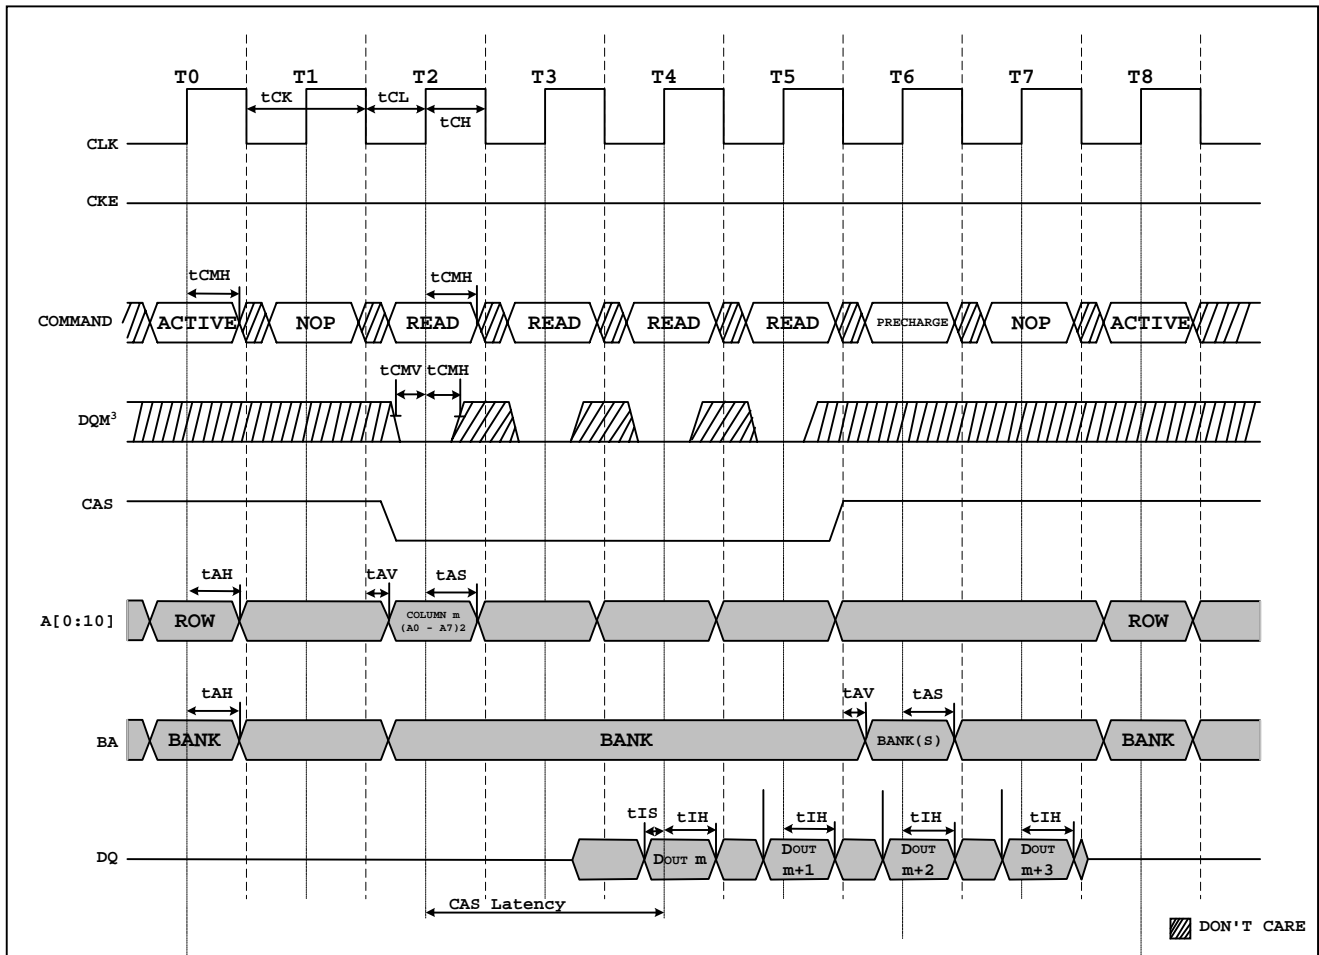 T0 T1 T2 T3 T4 T5 T6 T7 T8
tCK tCL
tCH
CLK
CKE
tCMH tCMH
COMMAND ACTIVE NOP READ READ READ READ PRECHARGE NOP ACTIVE
tCMV tCMH
DQM³
CAS
tAH tAV tAS
A[0:10] ROW COLUMN m ROW
(A0 - A7)2
tAH tAV tAS
BA BANK BANK BANK(S) BANK
tIS tIH tIH tIH tIH
DQ DOUT m DOUT DOUT DOUT
m+1 m+2 m+3
CAS Latency
DON'T CARE